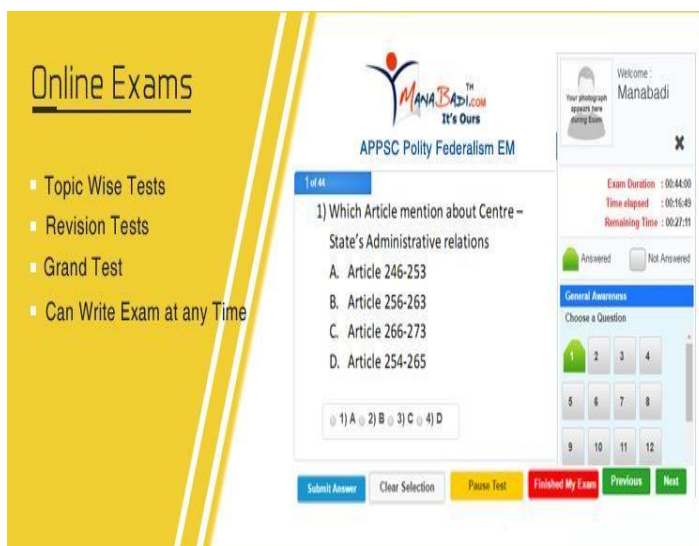 Online Exams
Topic Wise Tests
Revision Tests
Grand Test
Can Write Exam at any Time
MANABADI.COM
TM
It's Ours
APPSC Polity Federalism EM
1 of 44
1) Which Article mention about Centre –
State's Administrative relations
A. Article 246-253
B. Article 256-263
C. Article 266-273
D. Article 254-265
1) A 2) B 3) C 4) D
Submit Answer
Clear Selection
Pause Test
Finished My Exam
Previous
Next
Your photograph
appears here
during Exam
Welcome :
Manabadi
Exam Duration : 00:44:00
Time elapsed : 00:16:49
Remaining Time : 00:27:11
Answered
Not Answered
General Awareness
Choose a Question
1 2 3 4
5 6 7 8
9 10 11 12